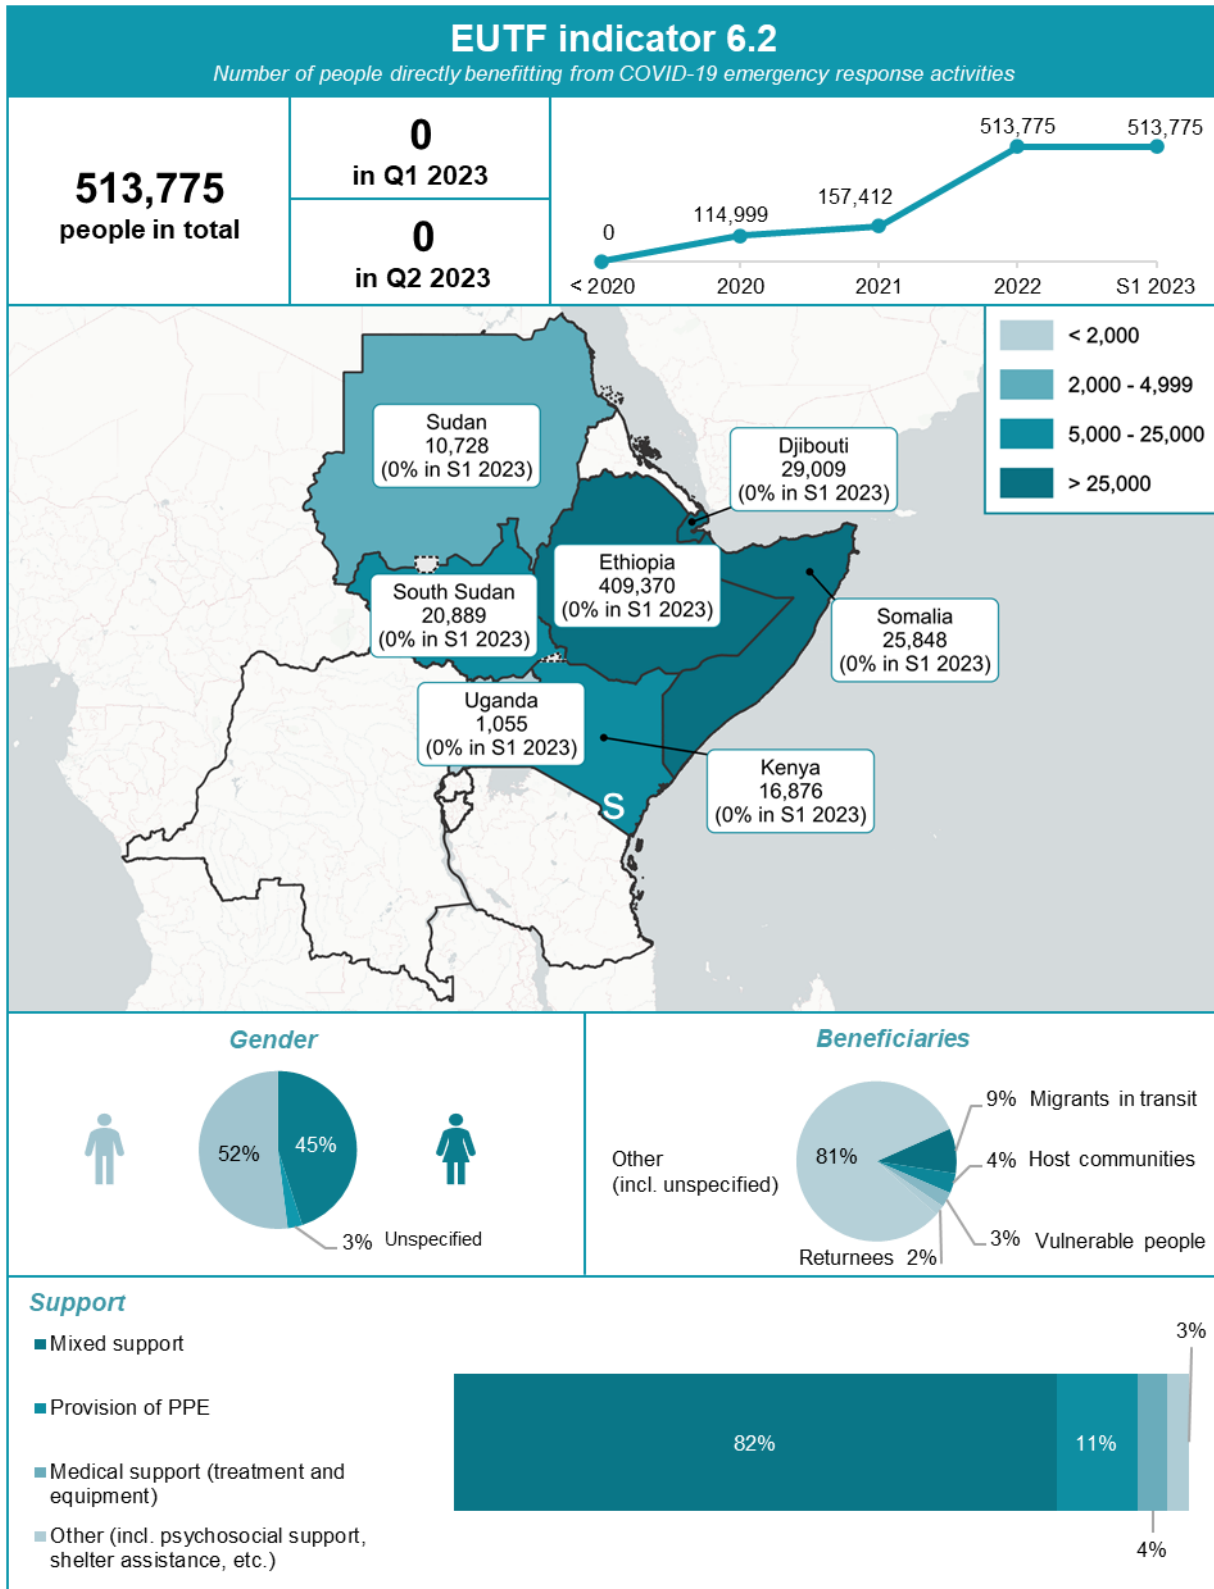 EUTF indicator 6.2
Number of people directly benefitting from COVID-19 emergency response activities
513,775
people in total
0
in Q1 2023
0
in Q2 2023
0
114,999
157,412
513,775
513,775
< 2020
2020
2021
2022
S1 2023
< 2,000
2,000 - 4,999
5,000 - 25,000
> 25,000
Sudan
10,728
(0% in S1 2023)
Djibouti
29,009
(0% in S1 2023)
Ethiopia
409,370
(0% in S1 2023)
South Sudan
20,889
(0% in S1 2023)
Somalia
25,848
(0% in S1 2023)
Uganda
1,055
(0% in S1 2023)
Kenya
16,876
(0% in S1 2023)
S
Gender
52%
45%
3% Unspecified
Beneficiaries
81%
Other
(incl. unspecified)
9% Migrants in transit
4% Host communities
3% Vulnerable people
Returnees 2%
Support
Mixed support
Provision of PPE
Medical support (treatment and
equipment)
Other (incl. psychosocial support,
shelter assistance, etc.)
82%
11%
4%
3%